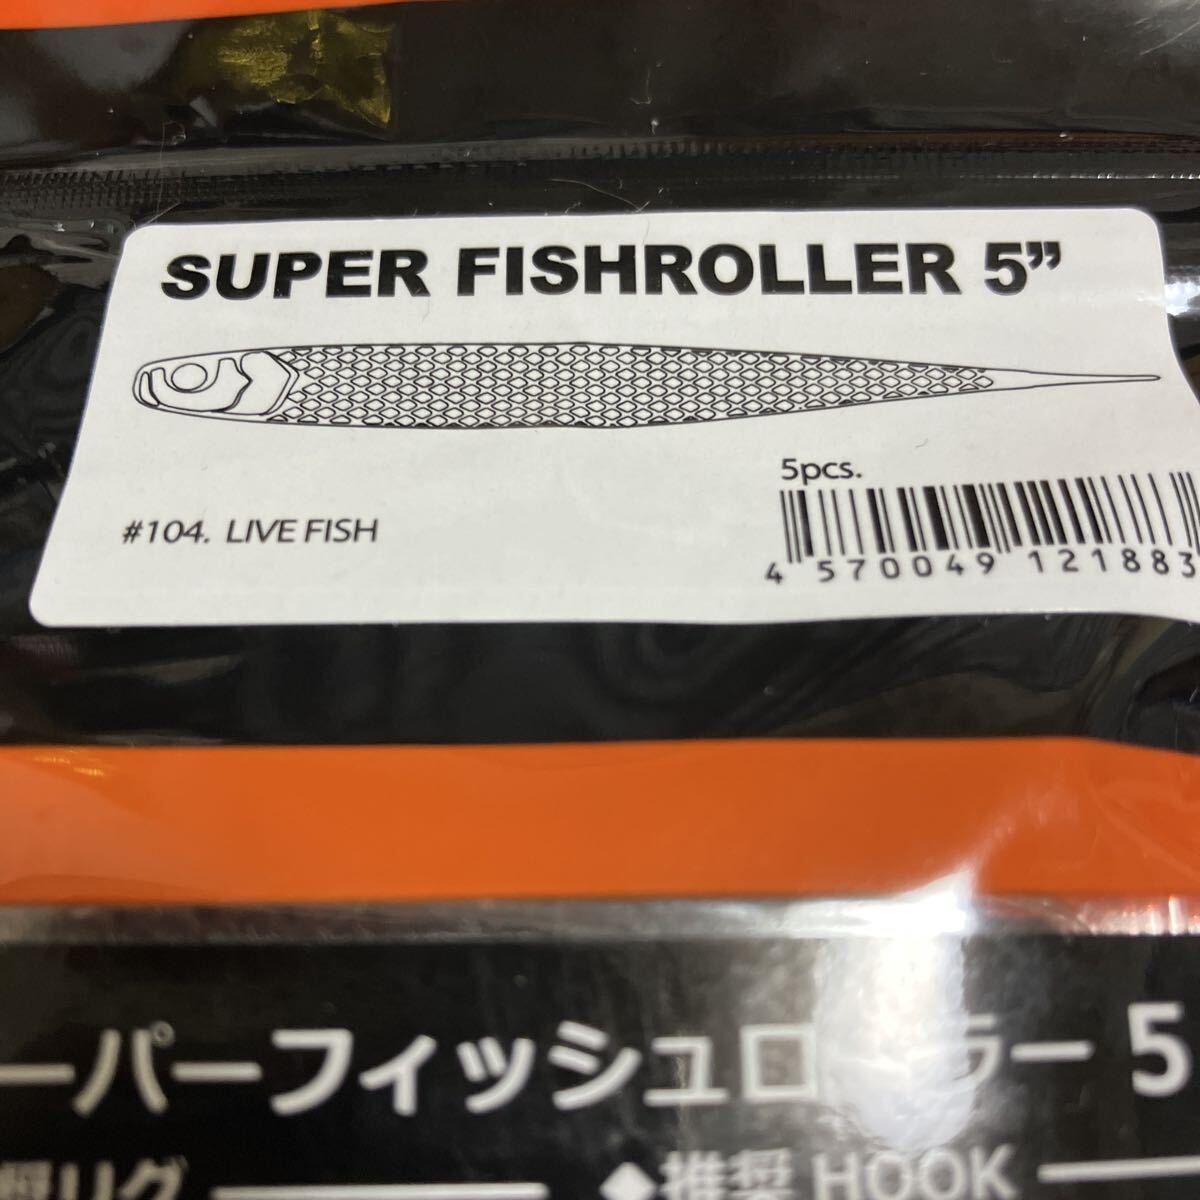 SUPER FISHROLLER 5”
#104. LIVE FISH
5pcs.
4 570049 121883
ーパーフィッシュローラー 5
リグ ◆推奨 HOOK